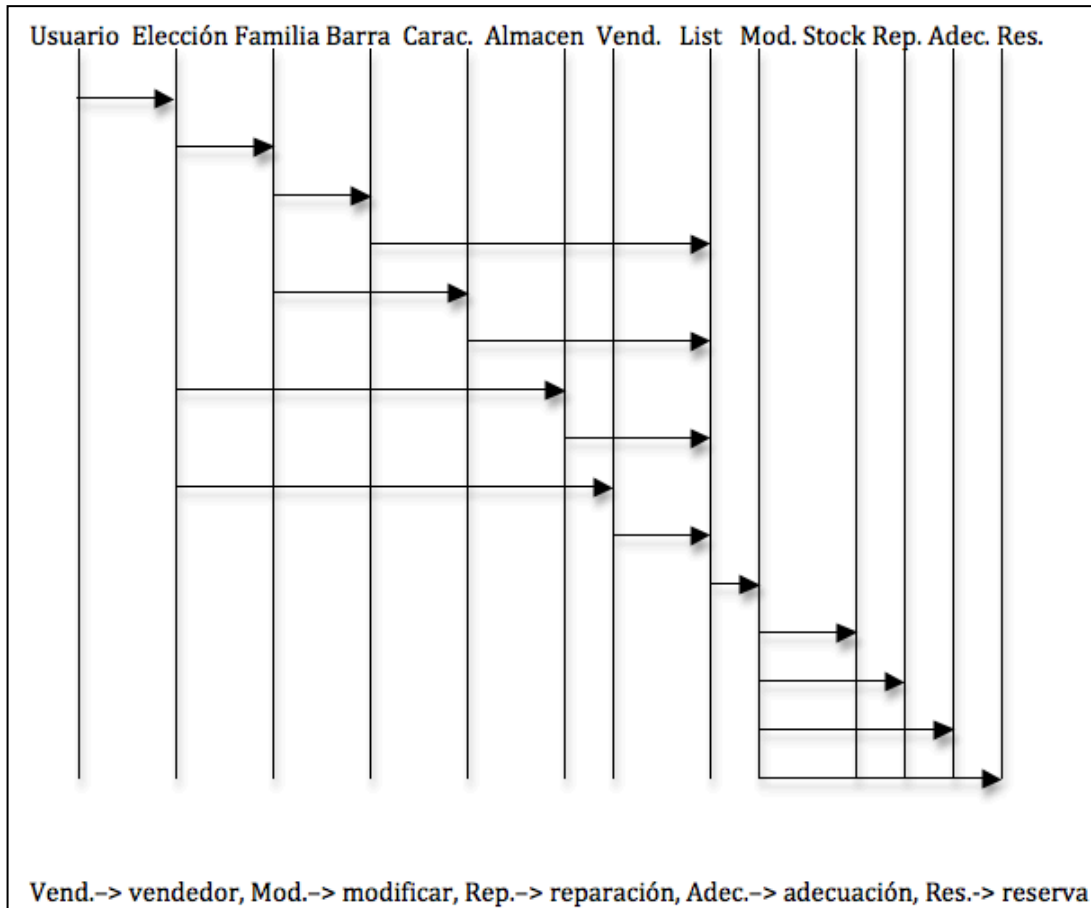 Usuario Elección Familia Barra Carac. Almacen Vend. List Mod. Stock Rep. Adec. Res.
Vend.–> vendedor, Mod.–> modificar, Rep.–> reparación, Adec.–> adecuación, Res.-> reserva